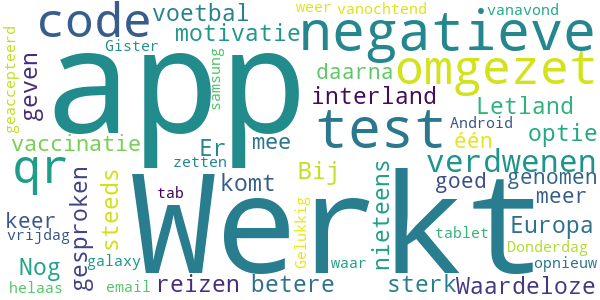 code
voetbal
weer
vanochtend
vanavond
motivatie
negatieve
geaccepteerd
geven
Gister
app
samsung
daarna
omgezet
interland
test
Letland
optie
Android
één
vaccinatie
Er
mee
zetten
qr
gesproken
steeds
tab
Werkt
komt
Bij
nieteens
verdwenen
goed
genomen
meer
keer
vrijdag
Gelukkig
Europa
tablet
Donderdag
opnieuw
Nog
galaxy
waar
helaas
email
reizen
betere
sterk
Waardeloze